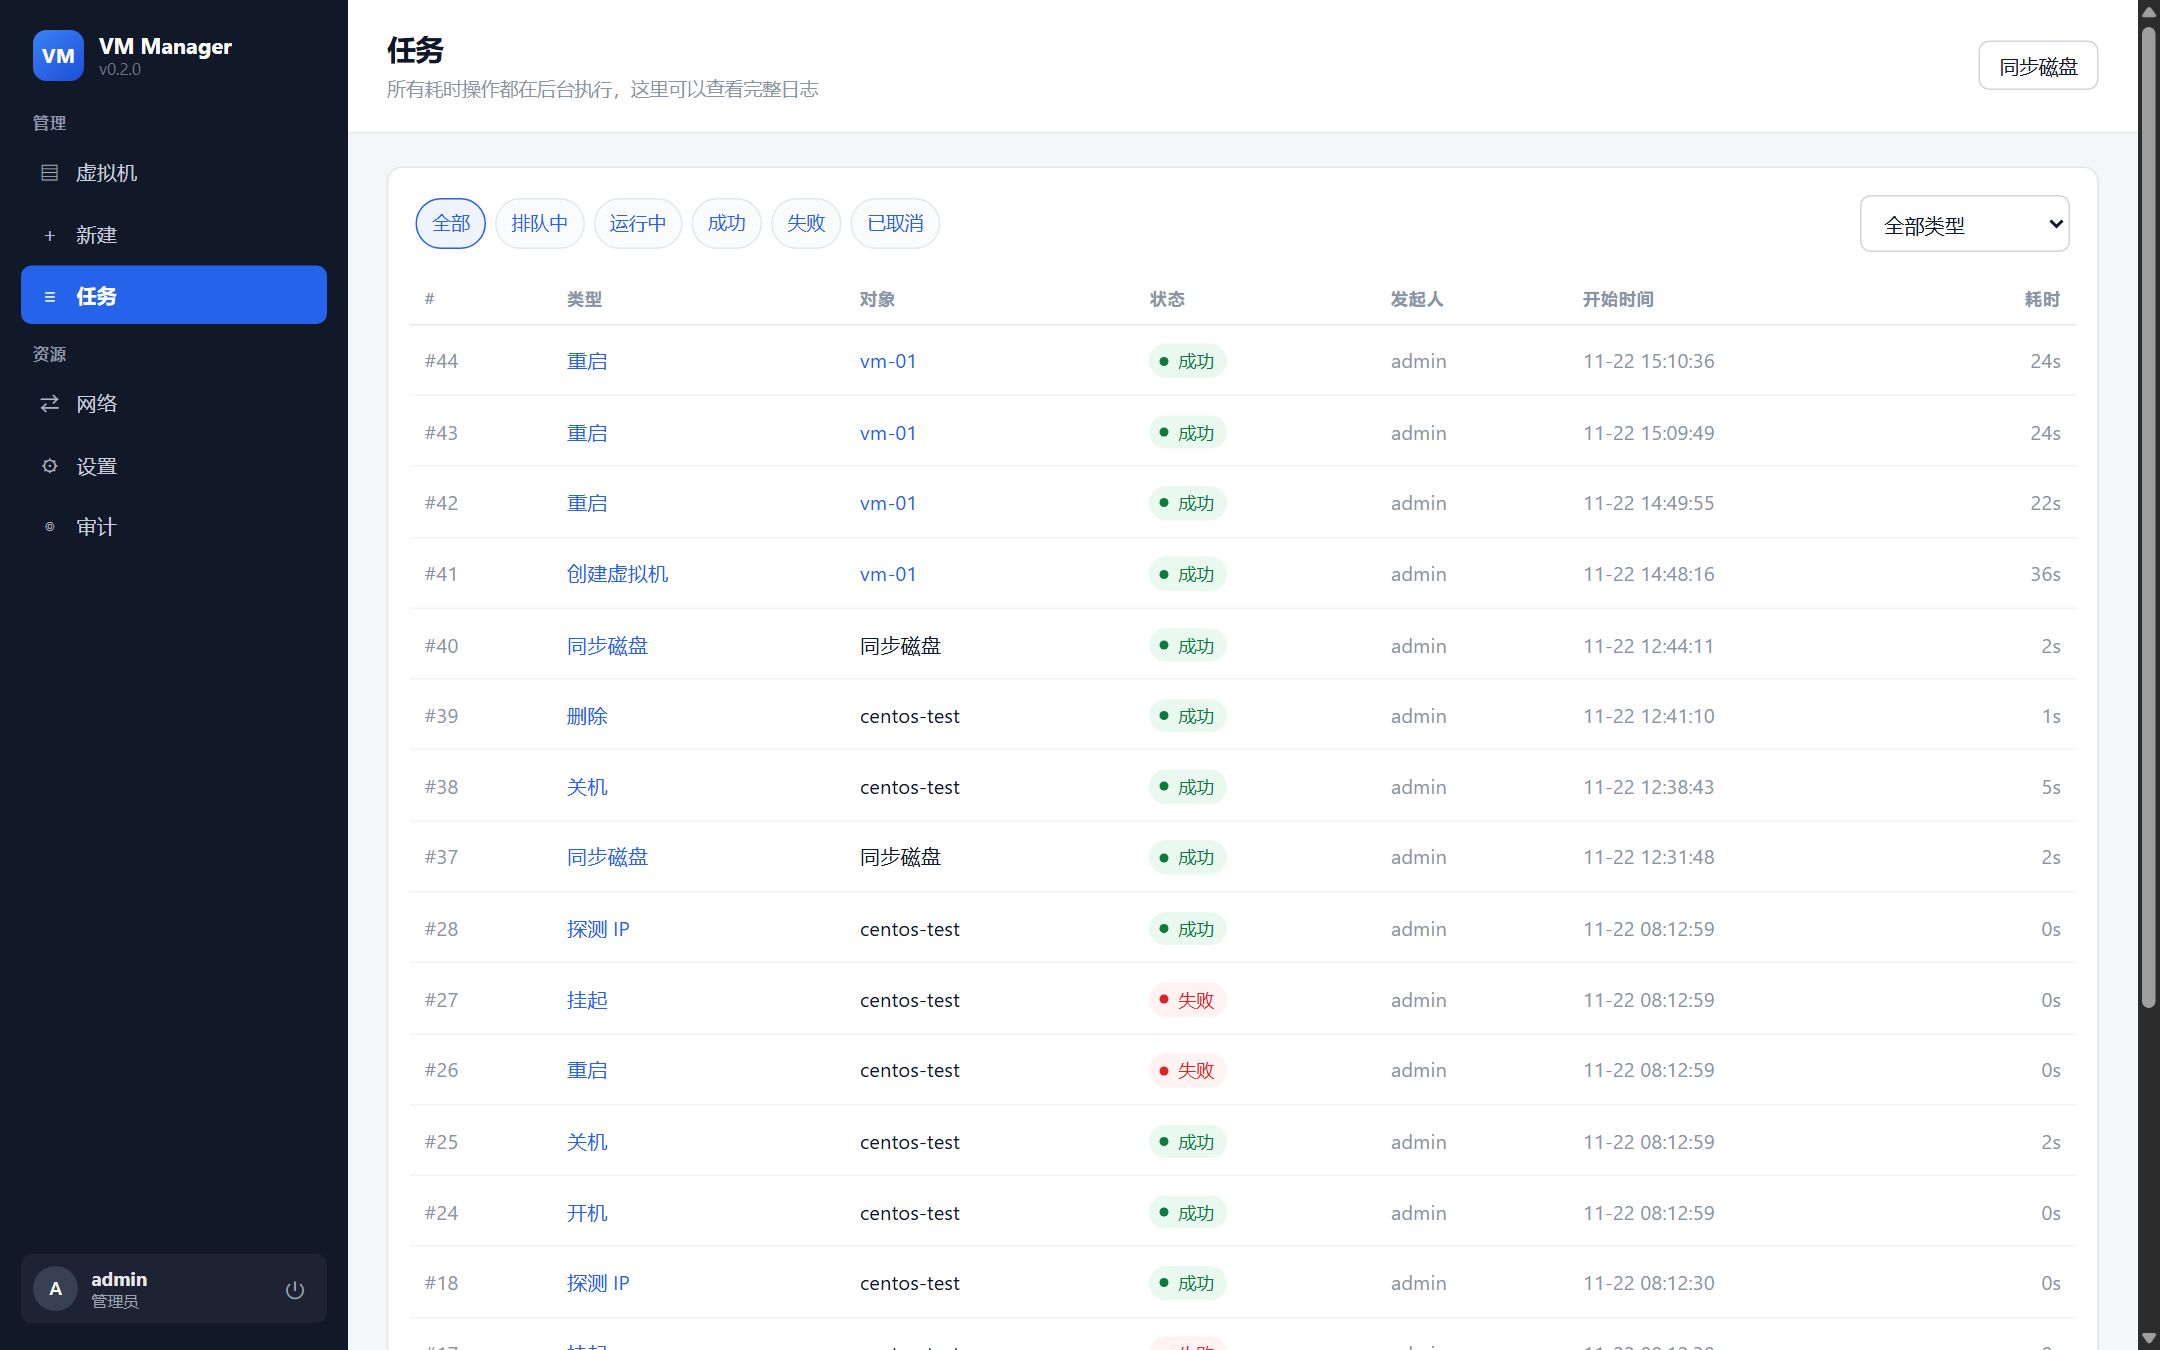 VM
VM Manager
v0.2.0
管理
虚拟机
+ 新建
任务
资源
网络
设置
审计
A
admin
管理员
任务
所有耗时操作都在后台执行，这里可以查看完整日志
同步磁盘
全部 排队中 运行中 成功 失败 已取消
全部类型
# 类型 对象 状态 发起人 开始时间 耗时
#44 重启 vm-01 成功 admin 11-22 15:10:36 24s
#43 重启 vm-01 成功 admin 11-22 15:09:49 24s
#42 重启 vm-01 成功 admin 11-22 14:49:55 22s
#41 创建虚拟机 vm-01 成功 admin 11-22 14:48:16 36s
#40 同步磁盘 同步磁盘 成功 admin 11-22 12:44:11 2s
#39 删除 centos-test 成功 admin 11-22 12:41:10 1s
#38 关机 centos-test 成功 admin 11-22 12:38:43 5s
#37 同步磁盘 同步磁盘 成功 admin 11-22 12:31:48 2s
#28 探测 IP centos-test 成功 admin 11-22 08:12:59 0s
#27 挂起 centos-test 失败 admin 11-22 08:12:59 0s
#26 重启 centos-test 失败 admin 11-22 08:12:59 0s
#25 关机 centos-test 成功 admin 11-22 08:12:59 2s
#24 开机 centos-test 成功 admin 11-22 08:12:59 0s
#18 探测 IP centos-test 成功 admin 11-22 08:12:30 0s